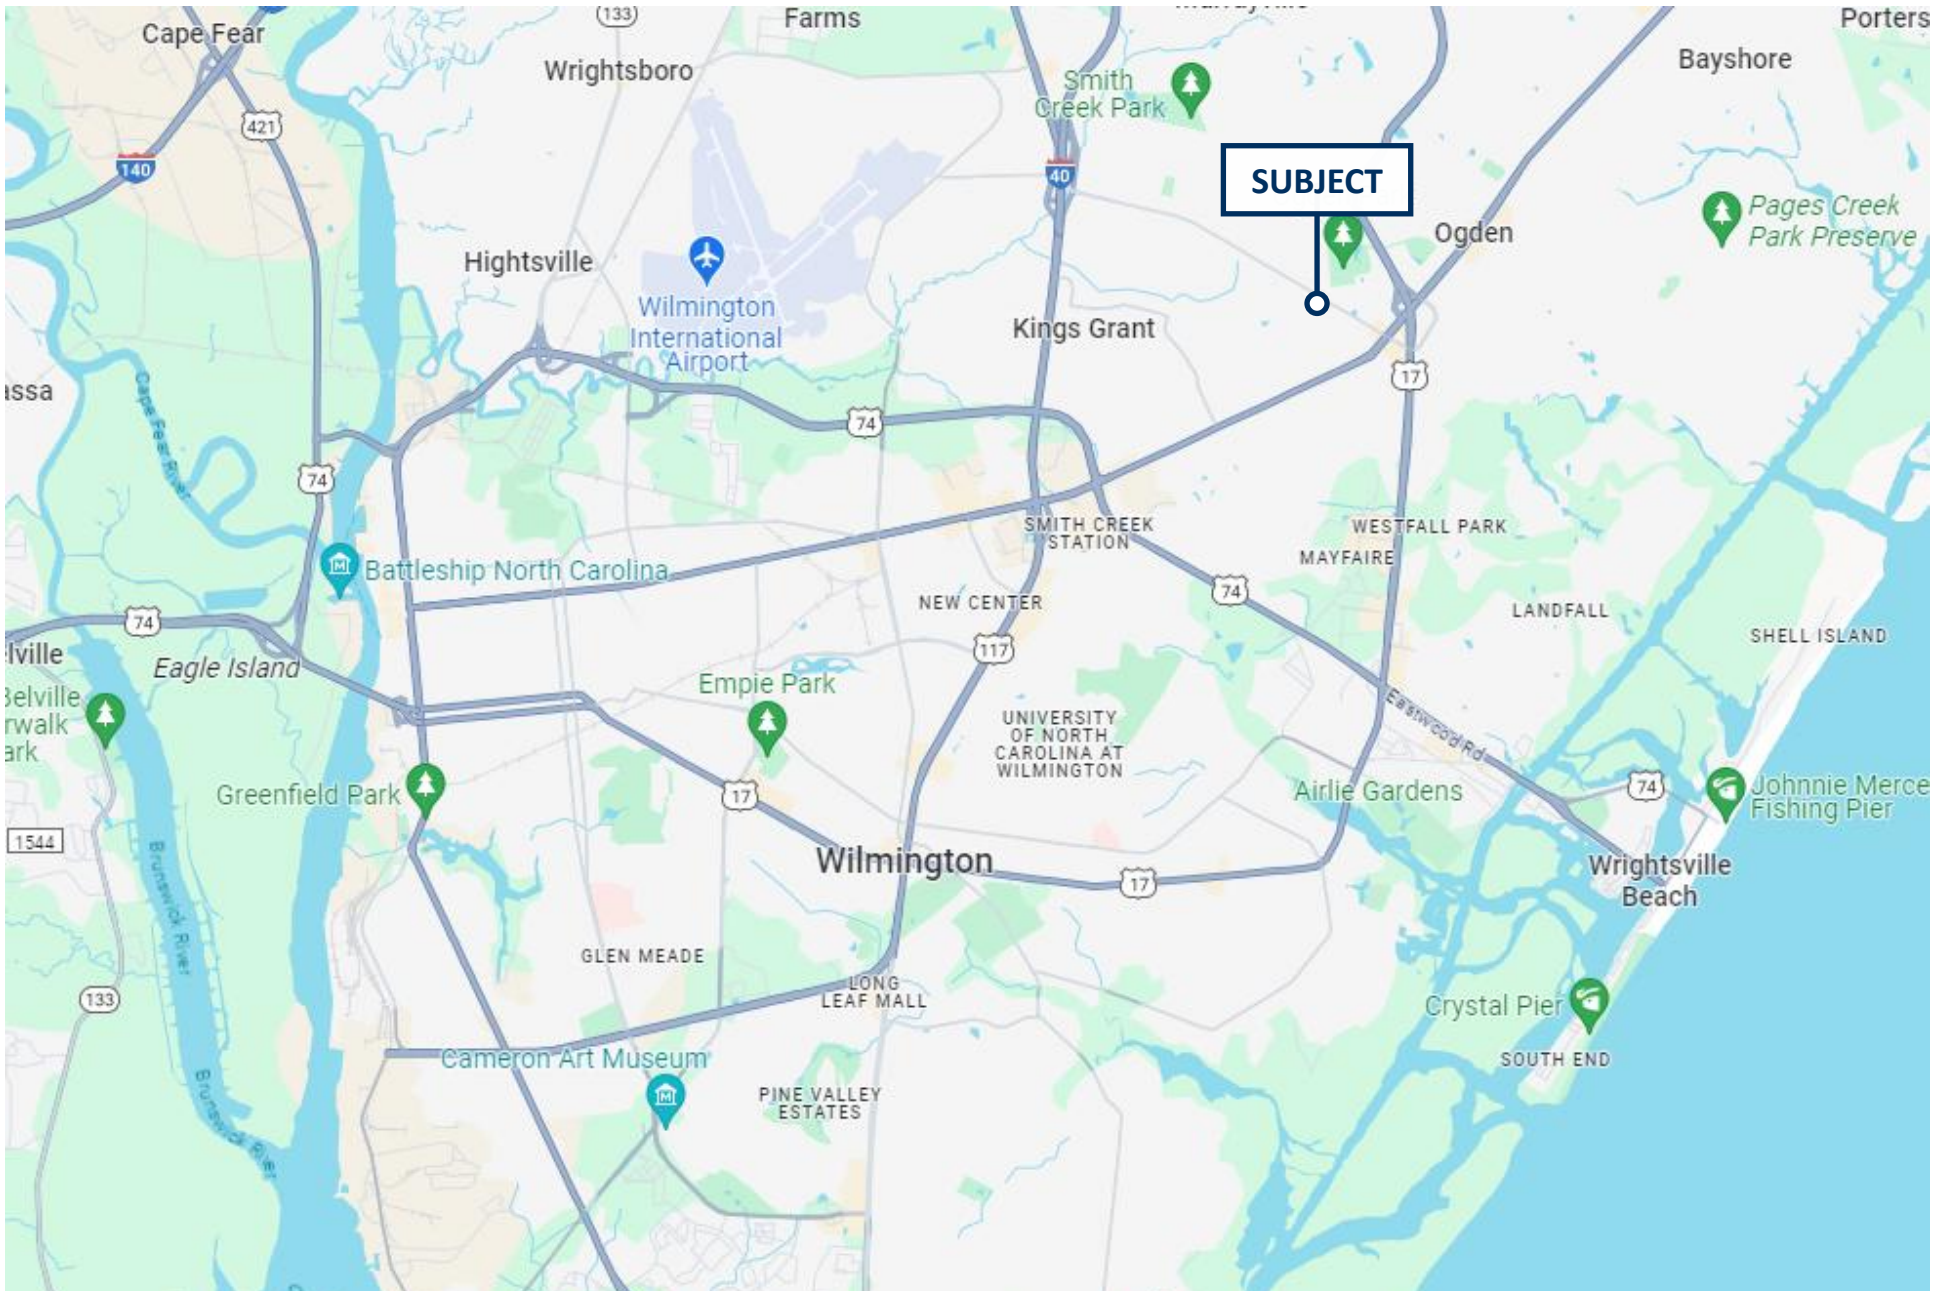 Cape Fear
133
Farms
Porters
Wrightsboro
Bayshore
Smith
Creek Park
421
140
40
SUBJECT
Pages Creek
Park Preserve
Ogden
Hightsville
Wilmington
International
Airport
Kings Grant
17
assa
Cape Fear River
74
74
SMITH CREEK
STATION
WESTFALL PARK
MAYFAIRE
Battleship North Carolina
74
NEW CENTER
LANDFALL
74
SHELL ISLAND
lville
Eagle Island
117
Belville
rwalk
ark
Empie Park
UNIVERSITY
OF NORTH
CAROLINA AT
WILMINGTON
Eastwood Rd
Greenfield Park
17
Airlie Gardens
74
Johnnie Merce
Fishing Pier
1544
Brunswick River
Wilmington
17
Wrightsville
Beach
GLEN MEADE
LONG
LEAF MALL
133
Crystal Pier
Cameron Art Museum
SOUTH END
Brunswick River
PINE VALLEY
ESTATES